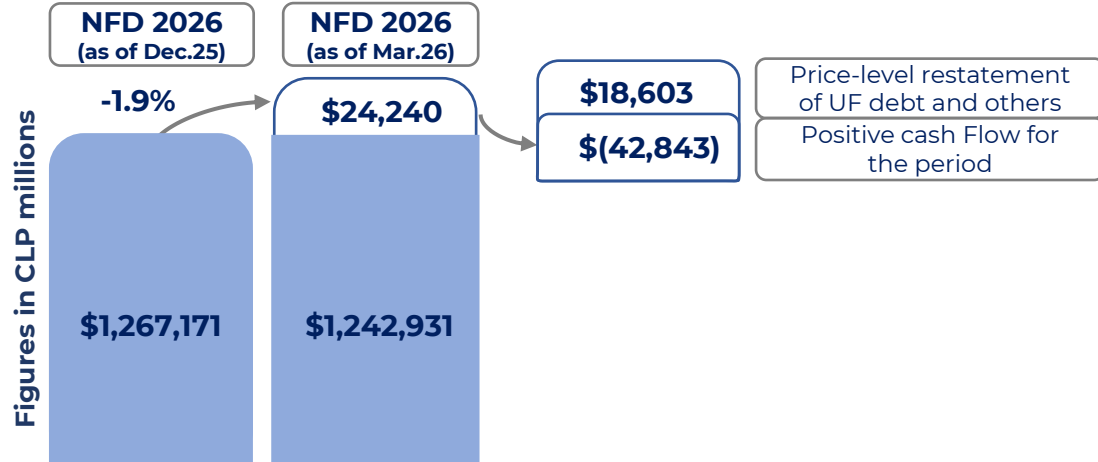 NFD 2026
(as of Dec.25)
NFD 2026
(as of Mar.26)
-1.9%
$24,240
$18,603
$(42,843)
Price-level restatement
of UF debt and others
Positive cash Flow for
the period
Figures in CLP millions
$1,267,171
$1,242,931